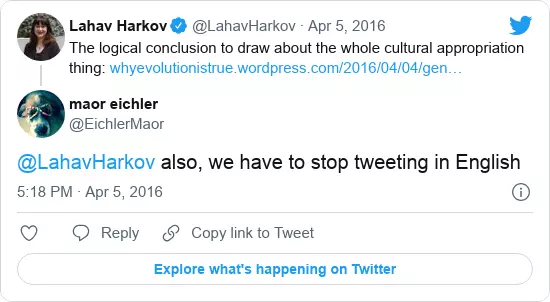 Lahav Harkov @LahavHarkov · Apr 5, 2016
The logical conclusion to draw about the whole cultural appropriation
thing: whyevolutionistrue.wordpress.com/2016/04/04/gen…
maor eichler
@EichlerMaor
@LahavHarkov also, we have to stop tweeting in English
5:18 PM · Apr 5, 2016
Reply
Copy link to Tweet
Explore what's happening on Twitter